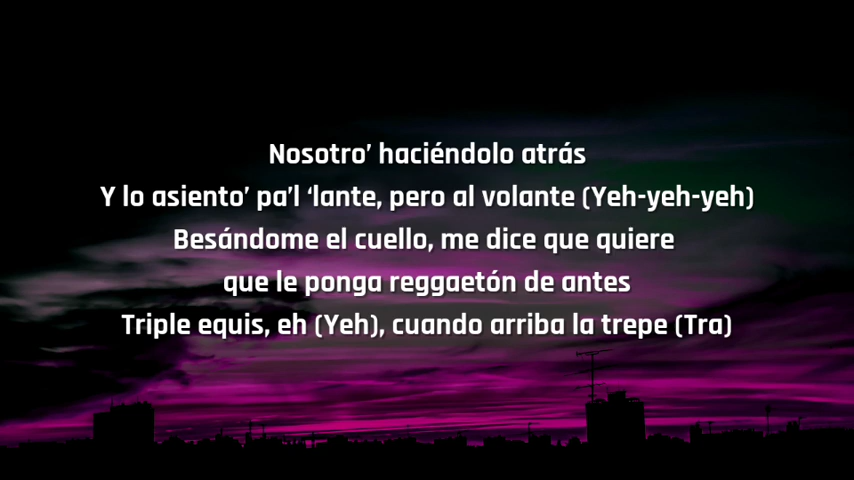 Nosotro’ haciéndolo atrás
Y lo asiento’ pa’l ‘lante, pero al volante (Yeh-yeh-yeh)
Besándome el cuello, me dice que quiere
que le ponga reggaetón de antes
Triple equis, eh (Yeh), cuando arriba la trepe (Tra)